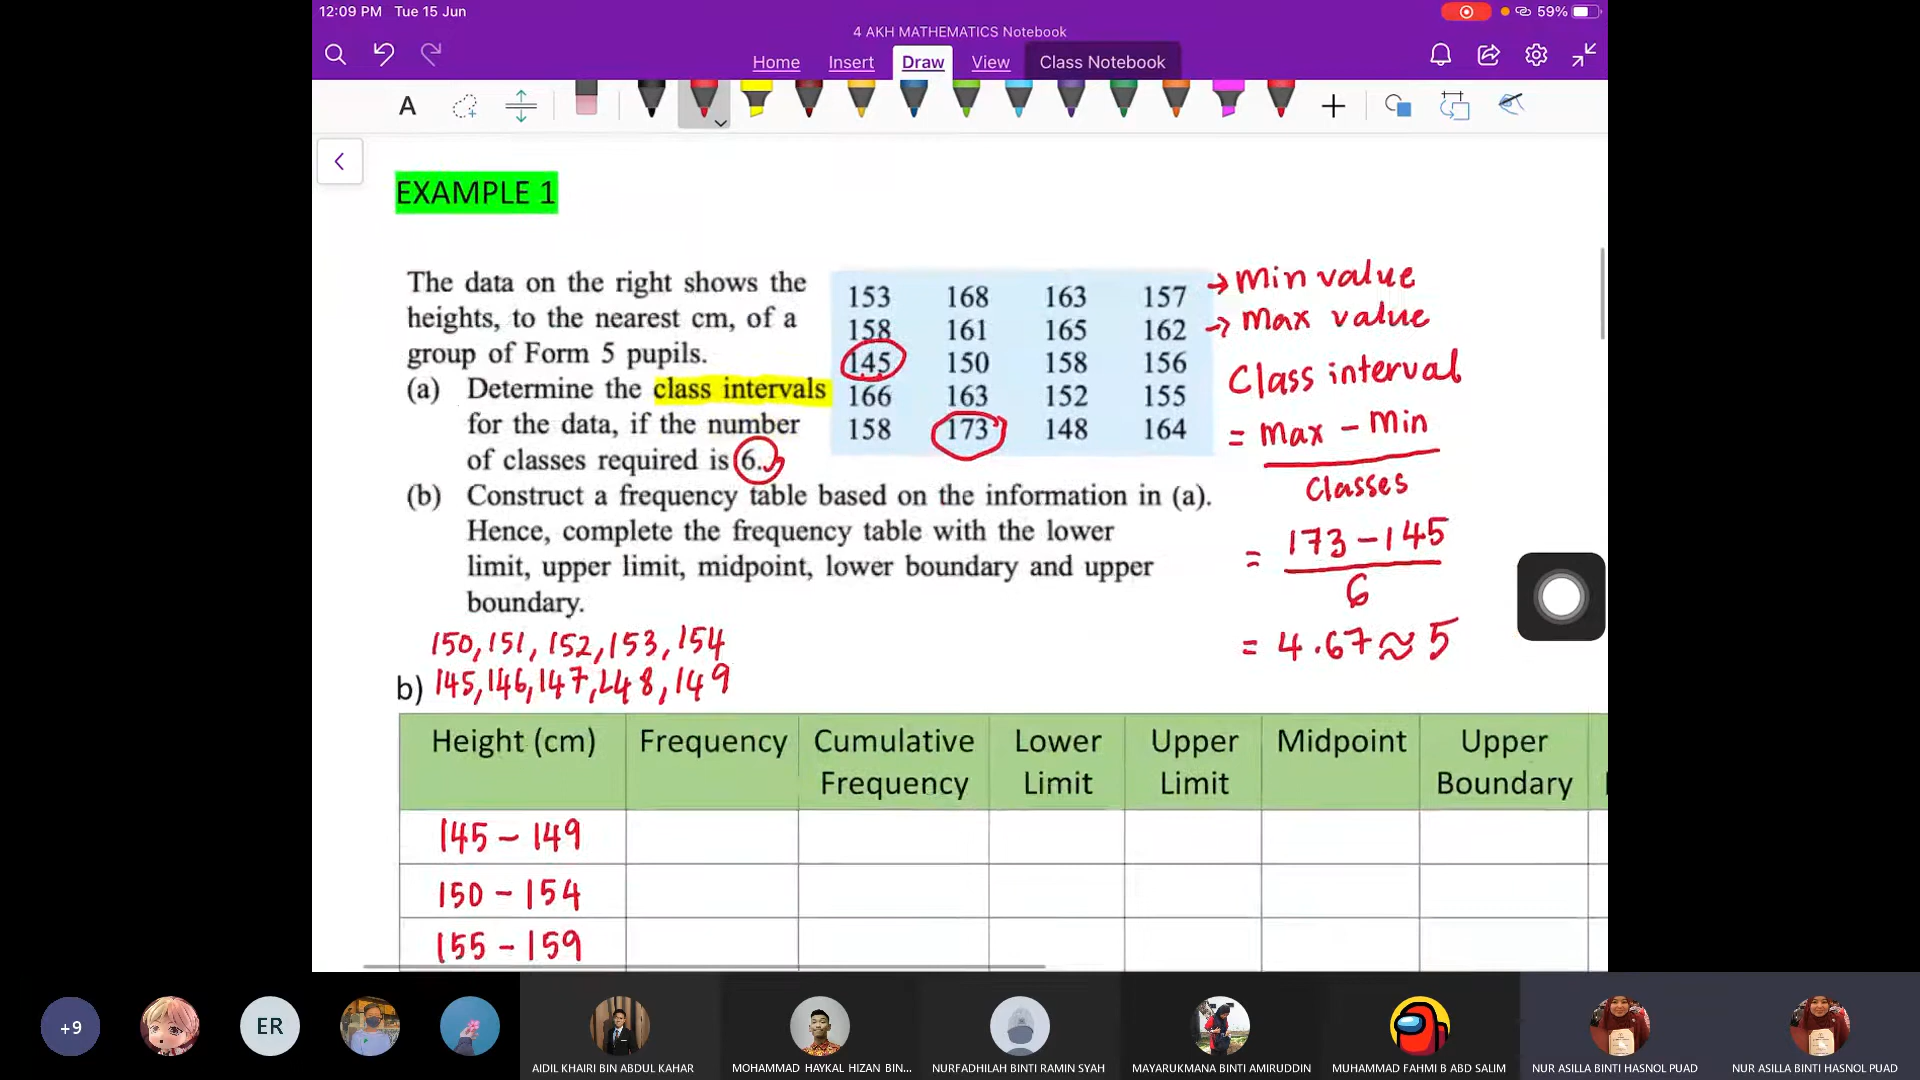 12:09 PM Tue 15 Jun
59%
4 AKH MATHEMATICS Notebook
Home Insert Draw View Class Notebook
A
EXAMPLE 1
The data on the right shows the
heights, to the nearest cm, of a
group of Form 5 pupils.
(a) Determine the class intervals
for the data, if the number
of classes required is 6.
153 168 163 157
158 161 165 162
145 150 158 156
166 163 152 155
158 173 148 164
→ Min value
→ Max value
Class interval
= Max - Min
Classes
= 173 - 145
6
= 4.67 ≈ 5
(b) Construct a frequency table based on the information in (a).
Hence, complete the frequency table with the lower
limit, upper limit, midpoint, lower boundary and upper
boundary.
150, 151, 152, 153, 154
b) 145, 146, 147, 148, 149
Height (cm) Frequency Cumulative Frequency Lower Limit Upper Limit Midpoint Upper Boundary
145 - 149
150 - 154
155 - 159
+9
ER
AIDIL KHAIRI BIN ABDUL KAHAR
MOHAMMAD HAYKAL HIZAN BIN...
NURFADHILAH BINTI RAMIN SYAH
MAYARUKMANA BINTI AMIRUDDIN
MUHAMMAD FAHMI B ABD SALIM
NUR ASILLA BINTI HASNOL PUAD
NUR ASILLA BINTI HASNOL PUAD